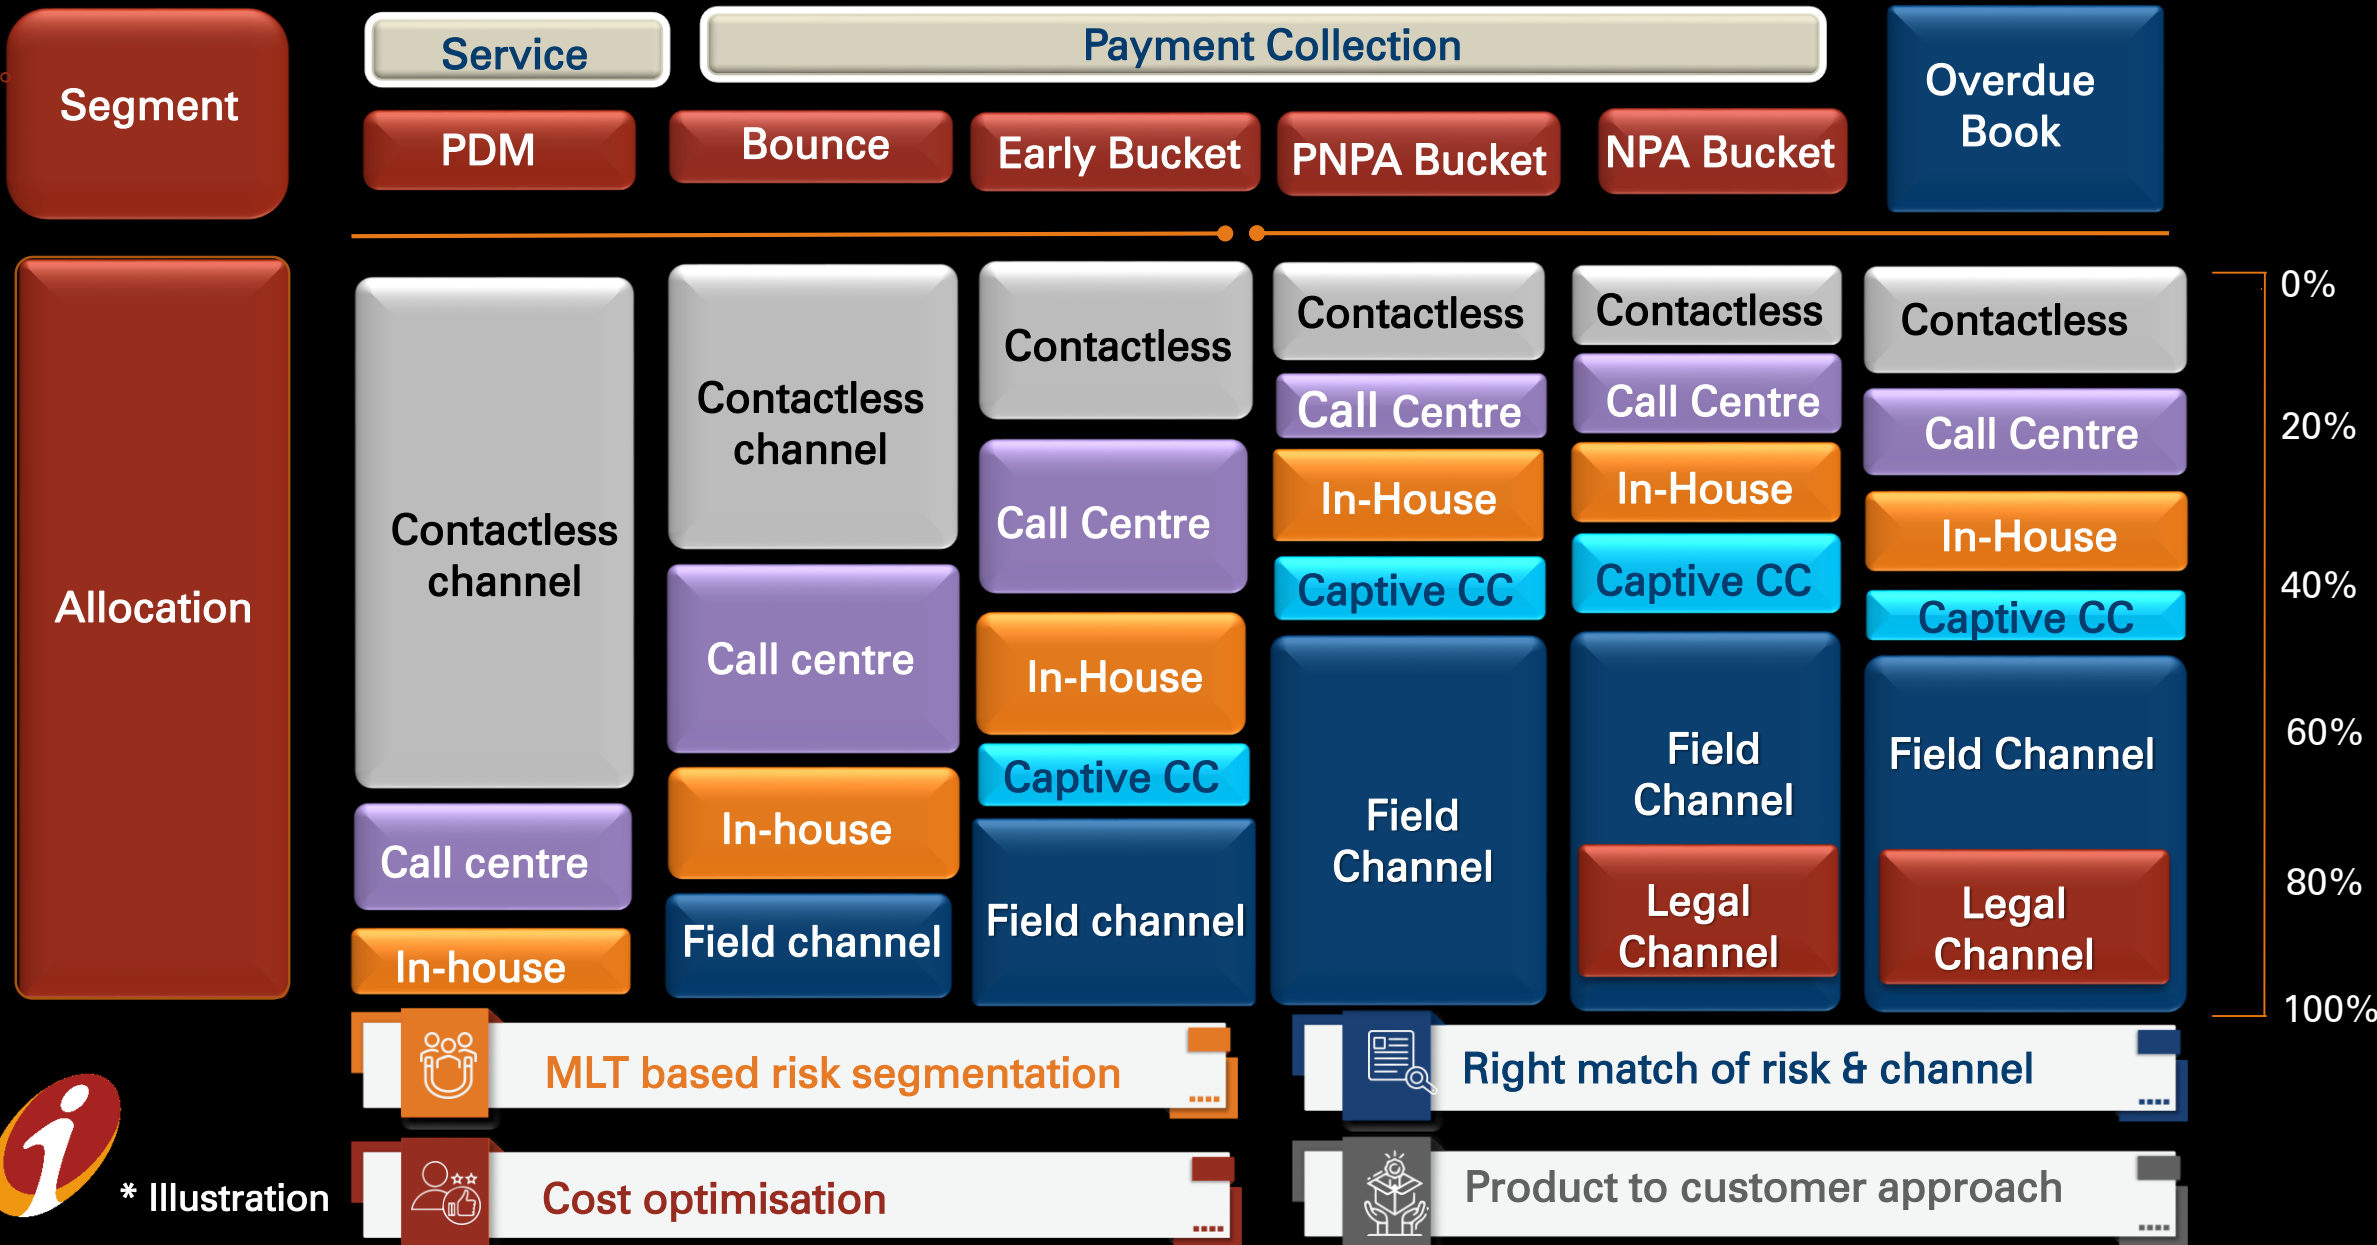 Segment
Service
Payment Collection
Overdue
Book
PDM
Bounce
Early Bucket
PNPA Bucket
NPA Bucket
Allocation
Contactless
channel
Call centre
In-house
Contactless
channel
Call centre
In-house
Field channel
Contactless
Call Centre
In-House
Captive CC
Field channel
Contactless
Call Centre
In-House
Captive CC
Field
Channel
Contactless
Call Centre
In-House
Captive CC
Field
Channel
Legal
Channel
Contactless
Call Centre
In-House
Captive CC
Field Channel
Legal
Channel
0%
20%
40%
60%
80%
100%
MLT based risk segmentation
Right match of risk & channel
Cost optimisation
Product to customer approach
i
* Illustration